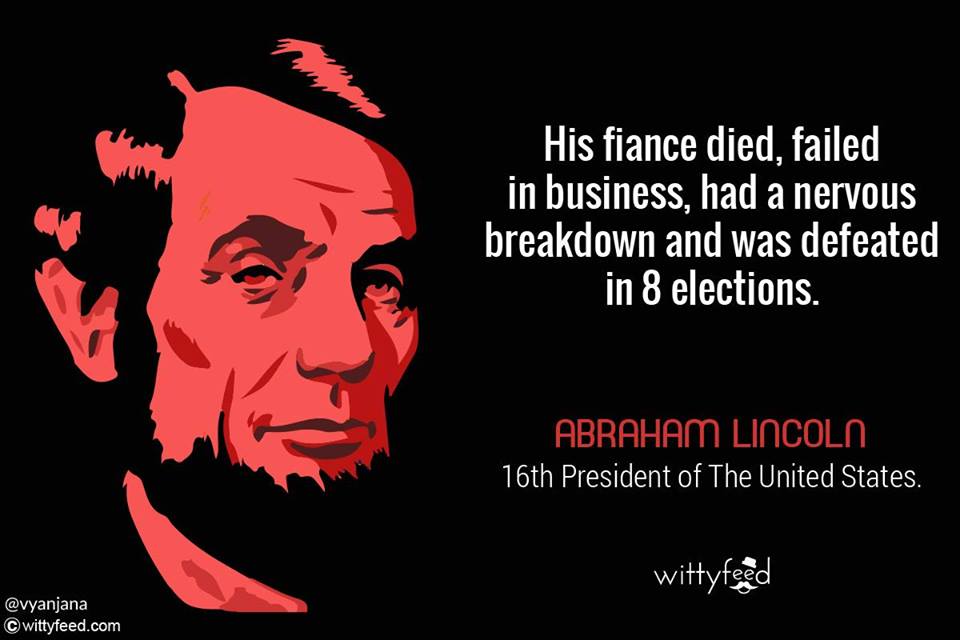 His fiance died, failed
in business, had a nervous
breakdown and was defeated
in 8 elections.
ABRAHAM LINCOLN
16th President of The United States.
wittyfeed
@vyanjana
©wittyfeed.com